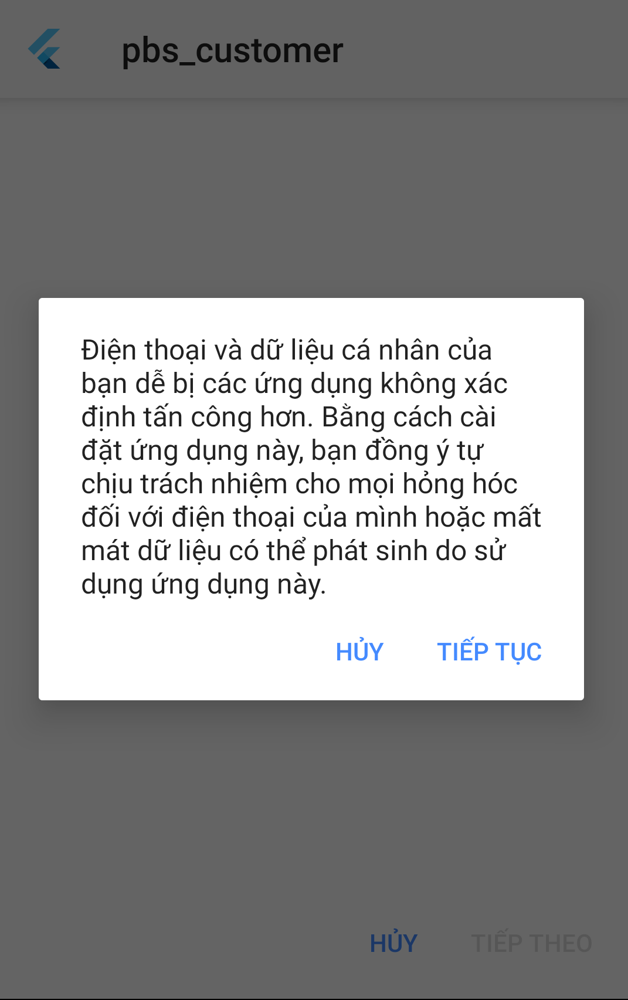 pbs_customer
Điện thoại và dữ liệu cá nhân của
bạn dễ bị các ứng dụng không xác
định tấn công hơn. Bằng cách cài
đặt ứng dụng này, bạn đồng ý tự
chịu trách nhiệm cho mọi hỏng hóc
đối với điện thoại của mình hoặc mất
mát dữ liệu có thể phát sinh do sử
dụng ứng dụng này.
HỦY TIẾP TỤC
HỦY TIẾP THEO